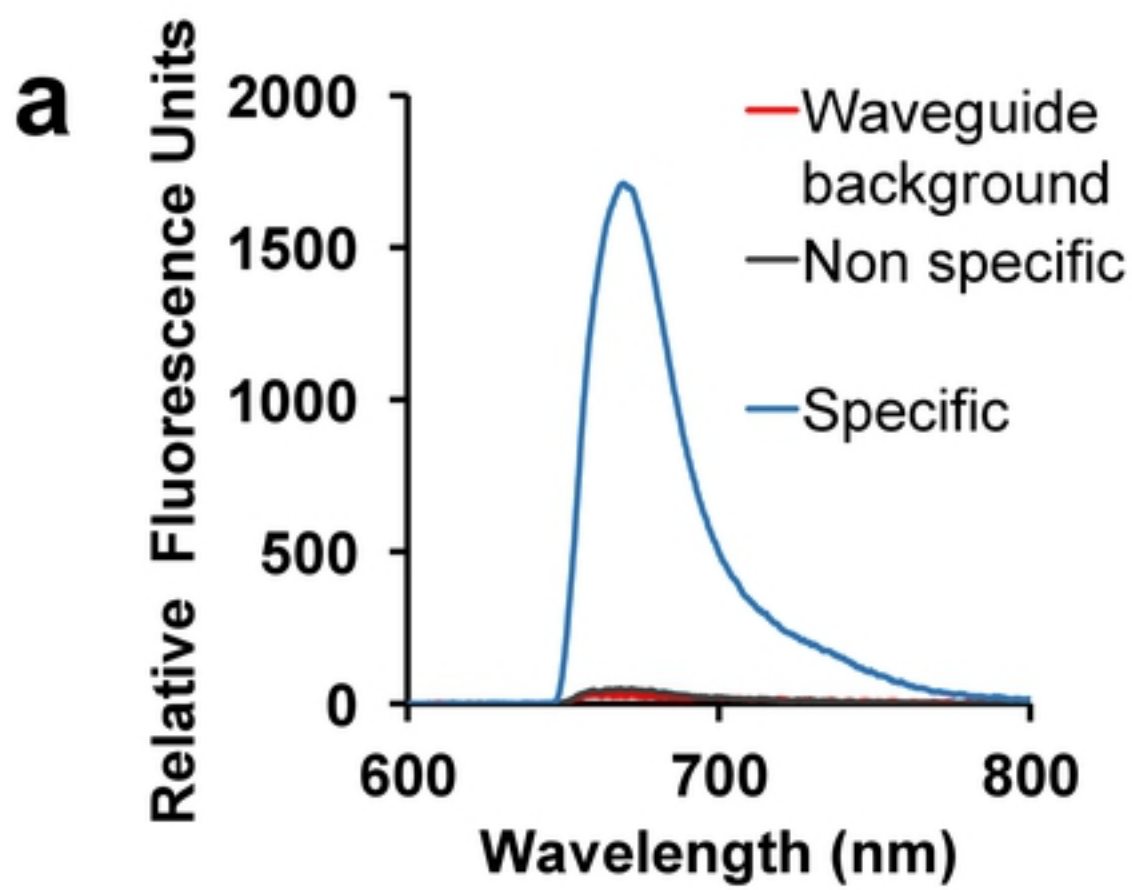 a
Relative Fluorescence Units
2000
1500
1000
500
0
600 700 800
Wavelength (nm)
Waveguide
background
Non specific
Specific